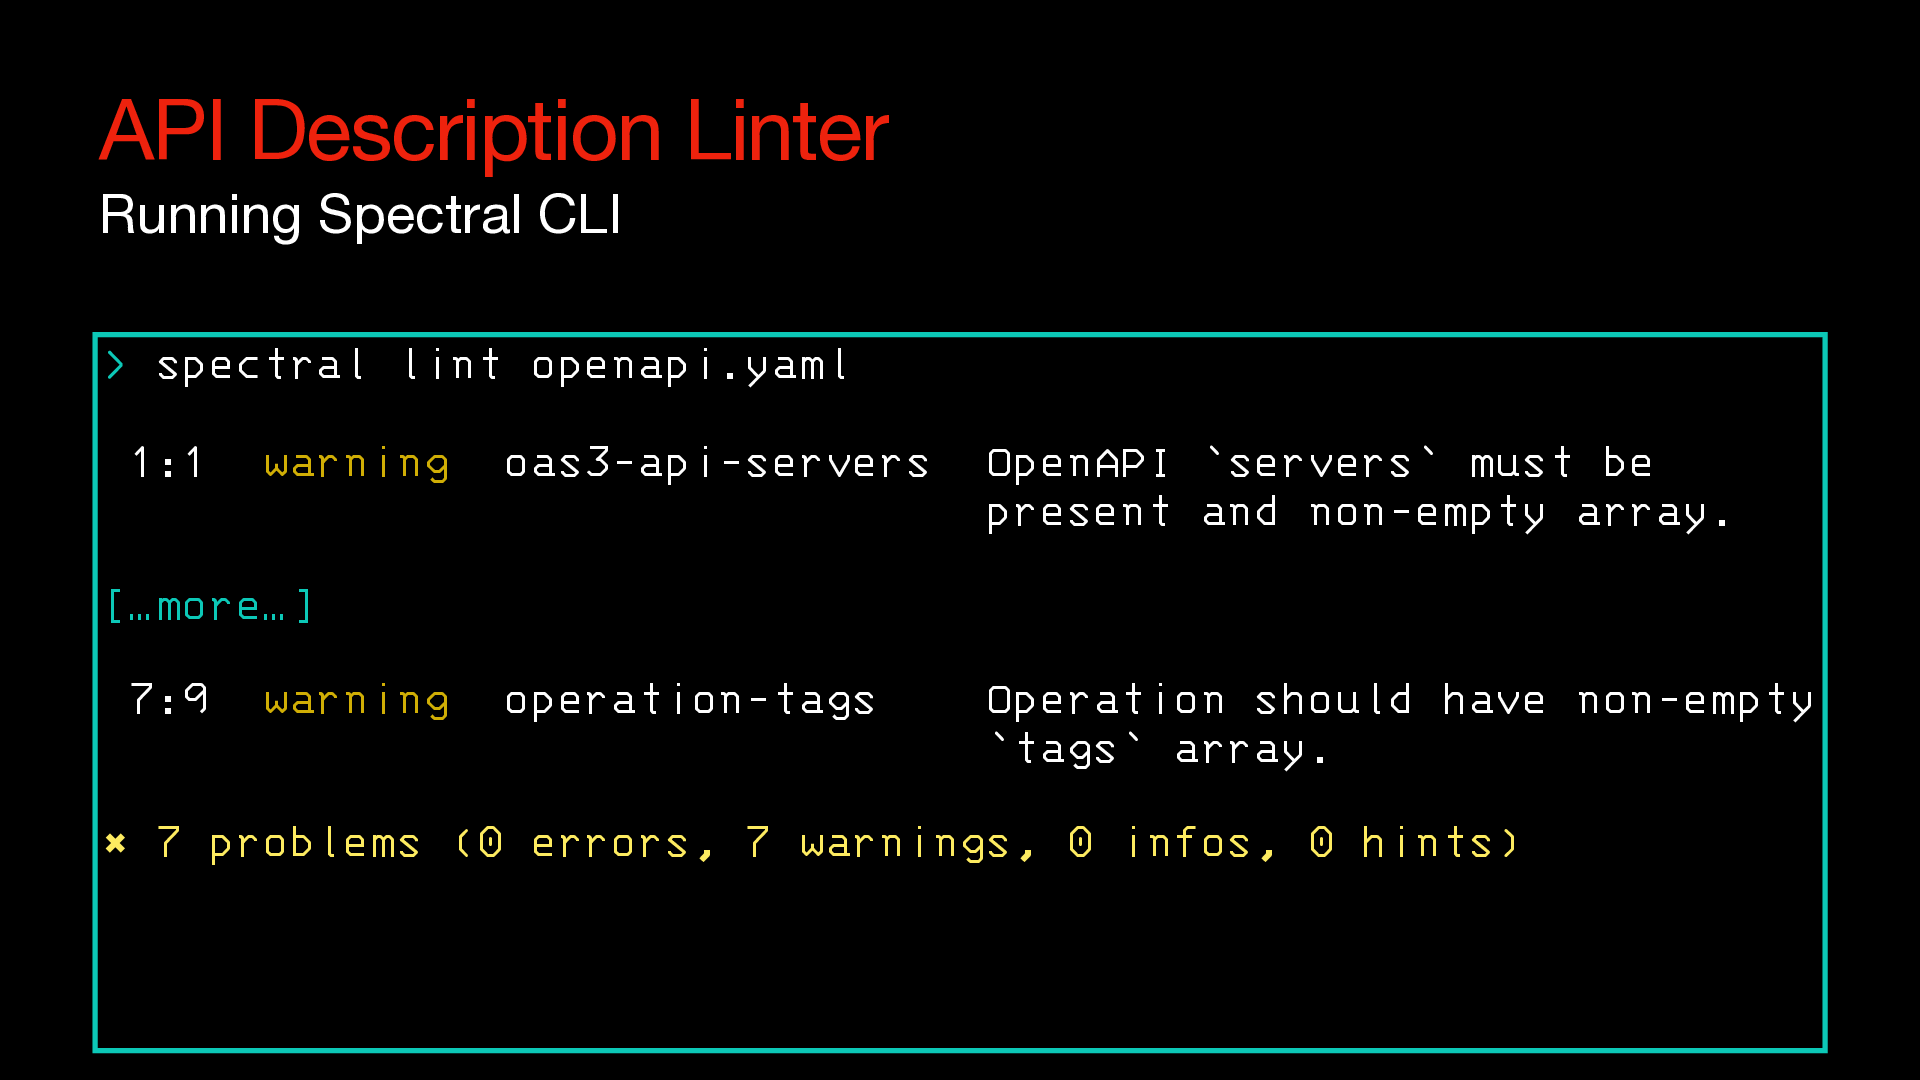 API Description Linter
Running Spectral CLI
> spectral lint openapi.yaml
1:1 warning oas3-api-servers OpenAPI `servers` must be
present and non-empty array.
[…more…]
7:9 warning operation-tags Operation should have non-empty
`tags` array.
✖ 7 problems (0 errors, 7 warnings, 0 infos, 0 hints)